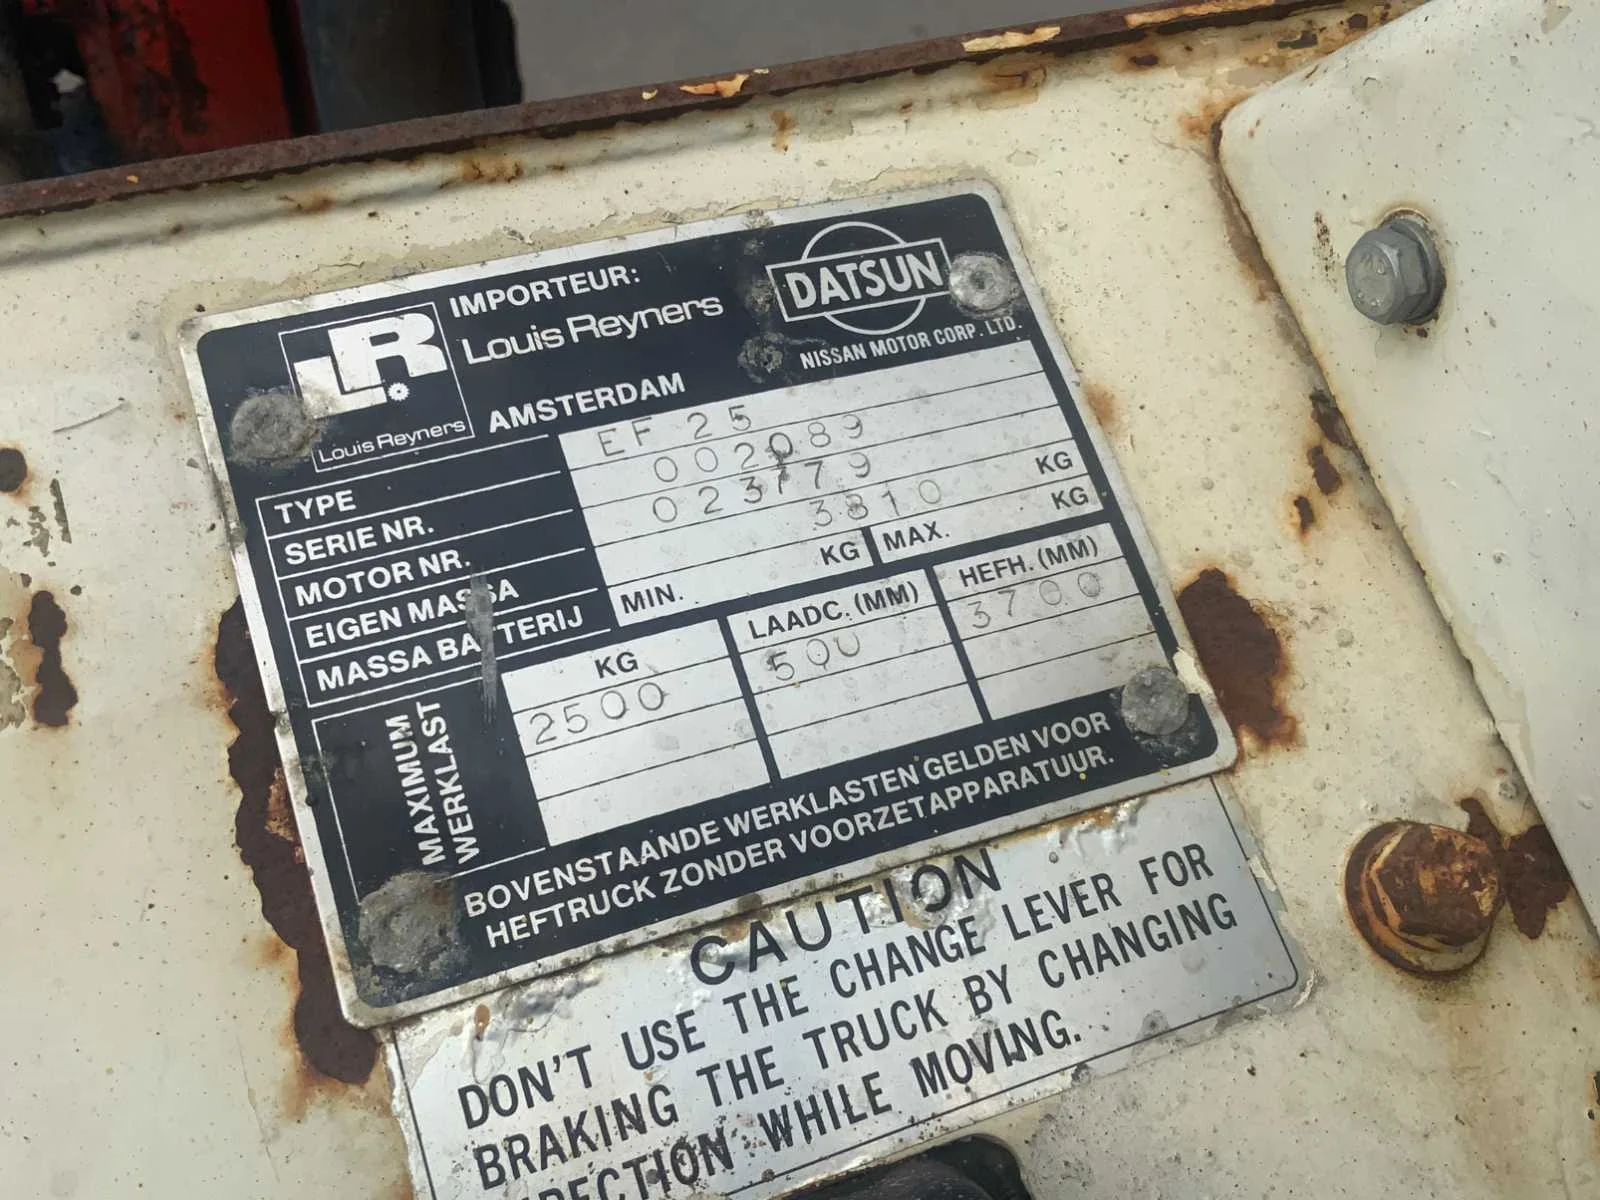 LR
Louis Reyners
IMPORTEUR:
Louis Reyners
AMSTERDAM
DATSUN
NISSAN MOTOR CORP. LTD.
TYPE EF 25
SERIE NR. 002089
MOTOR NR. 023779
EIGEN MASSA 3810 KG
MASSA BATTERIJ MIN. KG MAX. KG
MAXIMUM
WERKLAST
KG LAADC. (MM) HEFH. (MM)
2500 500 3700
BOVENSTAANDE WERKLASTEN GELDEN VOOR
HEFTRUCK ZONDER VOORZETAPPARATUUR.
CAUTION
DON'T USE THE CHANGE LEVER FOR
BRAKING THE TRUCK BY CHANGING
WHILE MOVING.